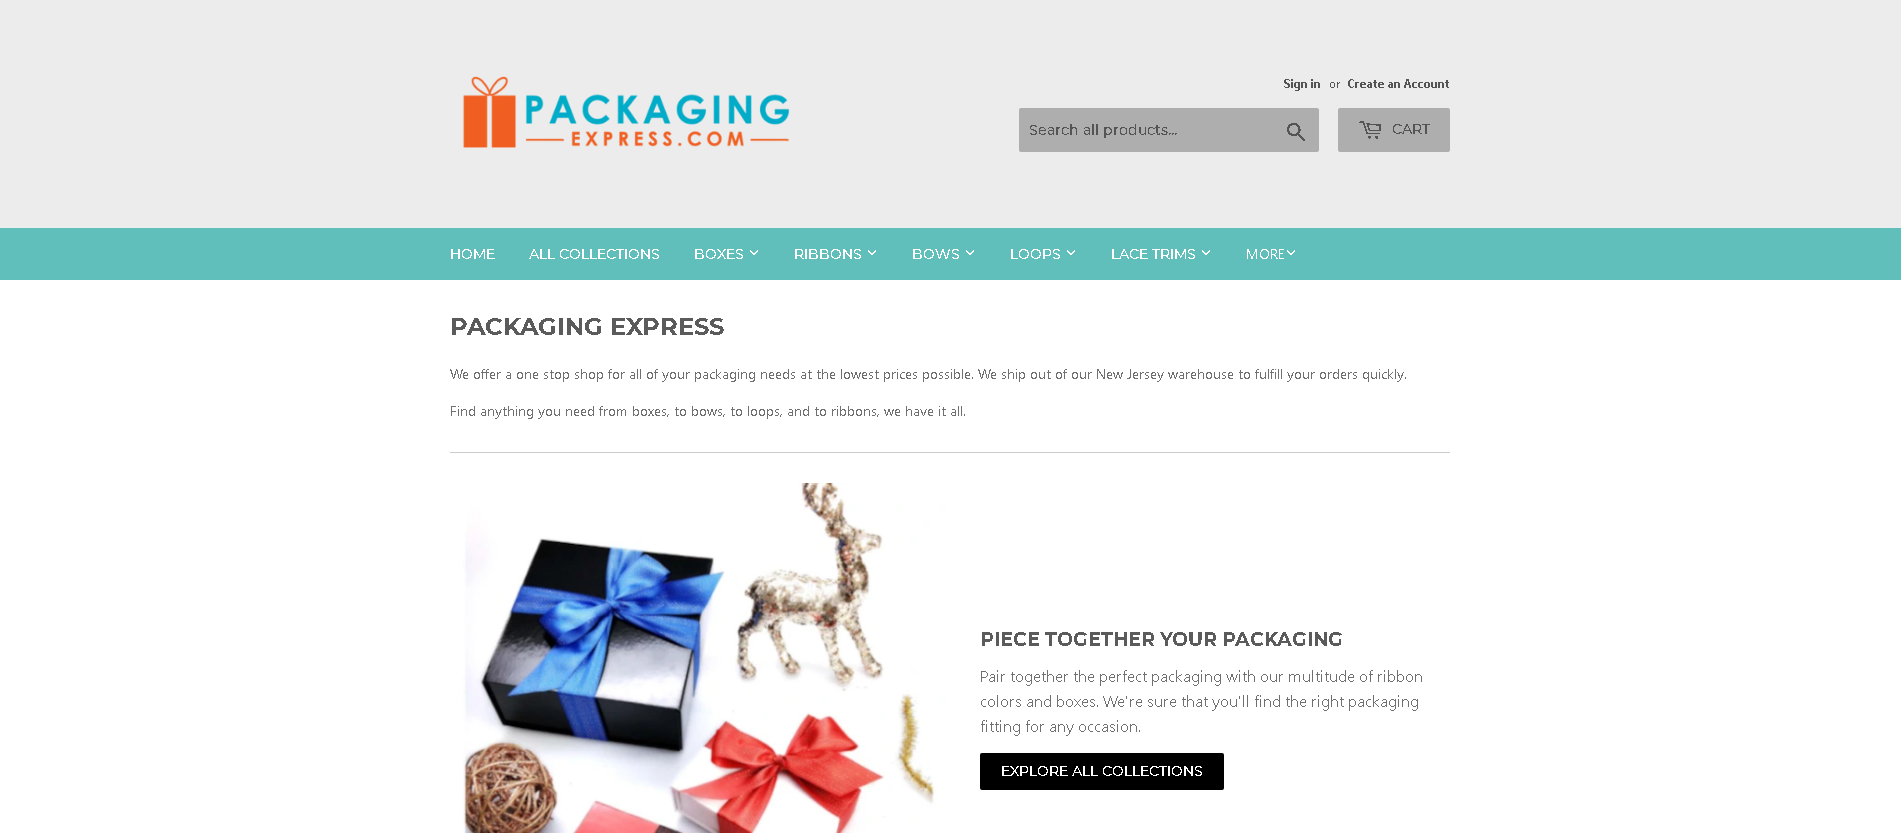 PACKAGING
EXPRESS.COM
Sign in or Create an Account
Search all products...
CART
HOME ALL COLLECTIONS BOXES RIBBONS BOWS LOOPS LACE TRIMS MORE
PACKAGING EXPRESS
We offer a one stop shop for all of your packaging needs at the lowest prices possible. We ship out of our New Jersey warehouse to fulfill your orders quickly.
Find anything you need from boxes, to bows, to loops, and to ribbons, we have it all.
PIECE TOGETHER YOUR PACKAGING
Pair together the perfect packaging with our multitude of ribbon
colors and boxes. We're sure that you'll find the right packaging
fitting for any occasion.
EXPLORE ALL COLLECTIONS